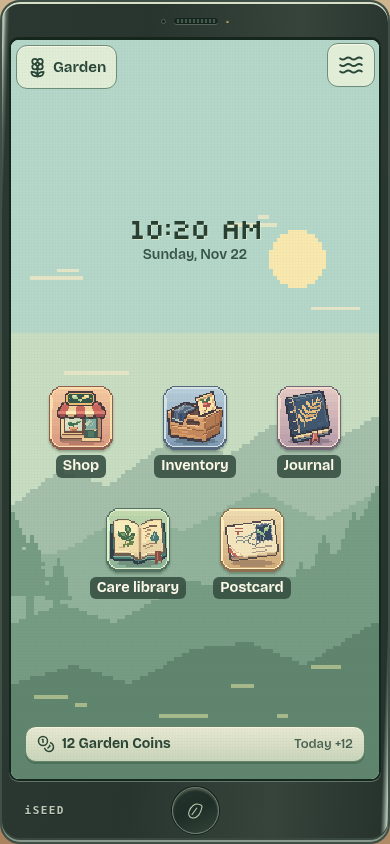 Garden
10:20 AM
Sunday, Nov 22
Shop
Inventory
Journal
Care library
Postcard
12 Garden Coins
Today +12
iSEED